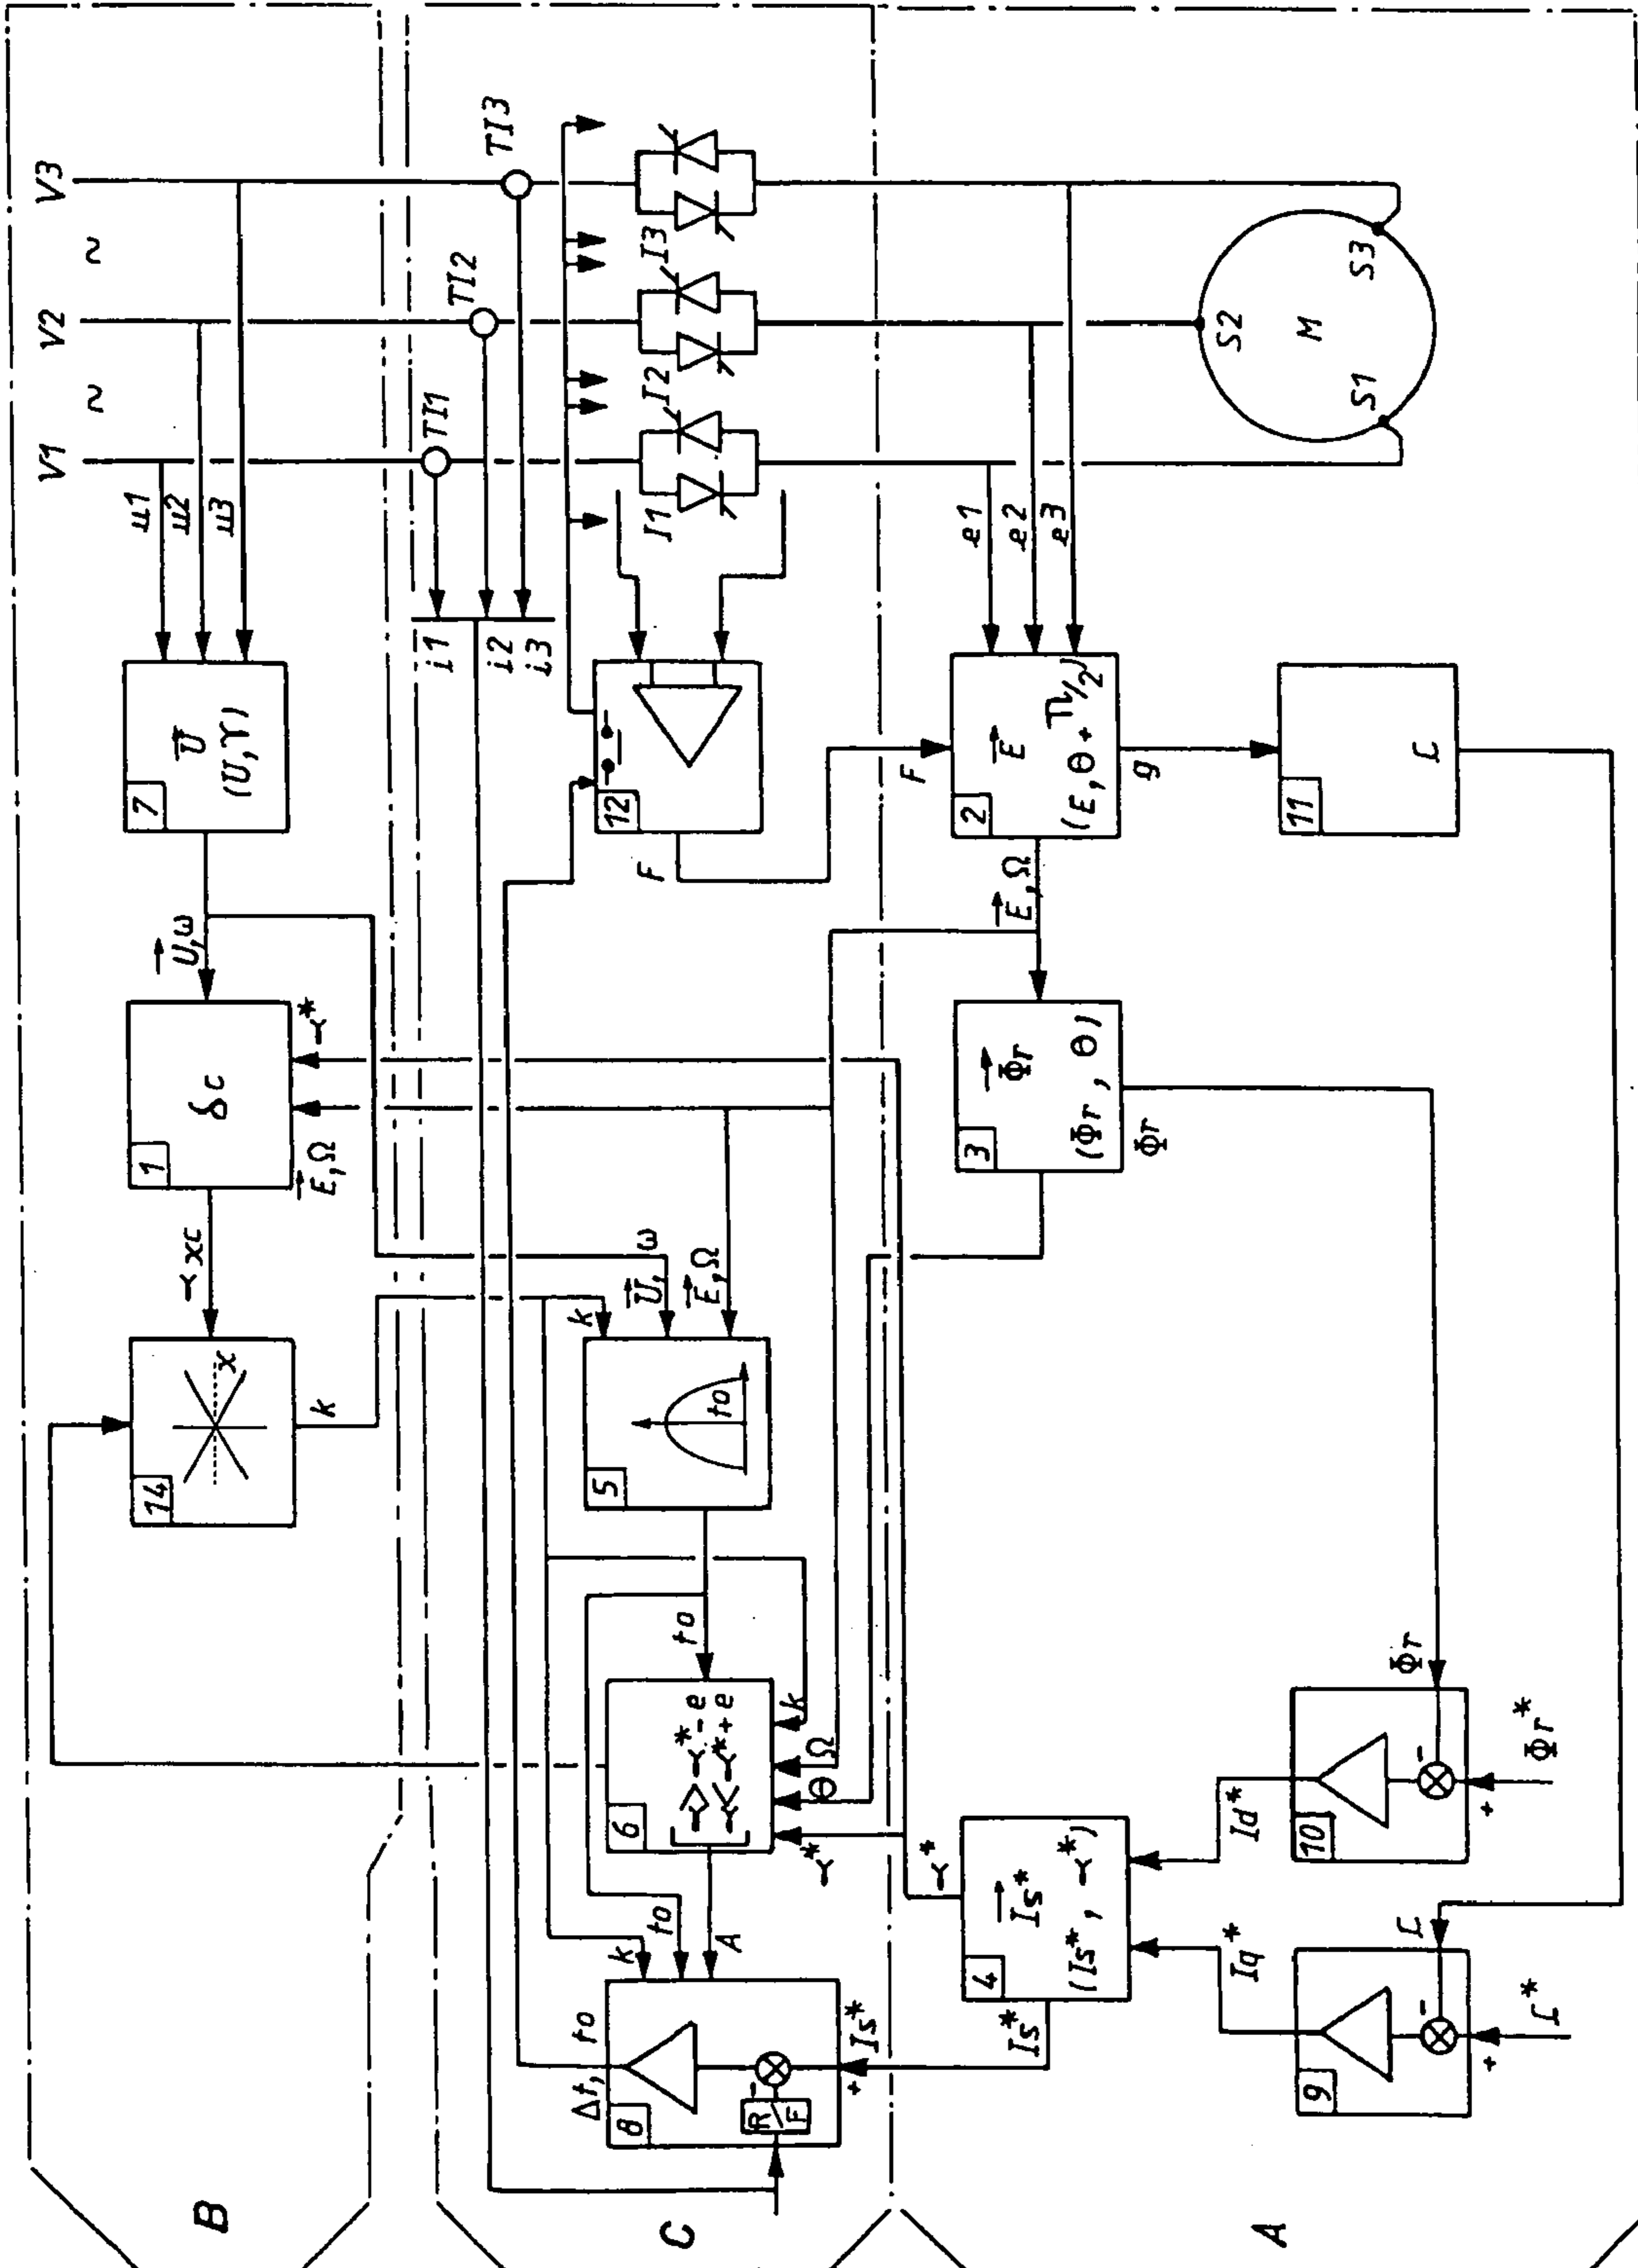 B
C
A
V1
~
V2
~
V3
u1
u2
u3
TI1
TI2
TI3
i1
i2
i3
I1
I2
I3
7
U
(U, γ)
U, ω
1
δc
γ*
E, Ω
γxc
14
x
k
12
F
k
U, ω
E, Ω
5
to
to
6
γ > γ* - e
γ < γ* + e
k
Ω
θ
γ*
k
to
A
Δt, to
8
R/F
-
+
Is*
e1
e2
e3
S1
S2
S3
M
F
2
E
(E, θ + π/2)
g
E, Ω
11
Γ
3
Φr
(Φr, θ)
Φr
γ*
4
Is*
(Is*, γ*)
Is*
Id*
Iq*
10
Φr
-
+
Φr*
9
Γ
-
+
Γ*